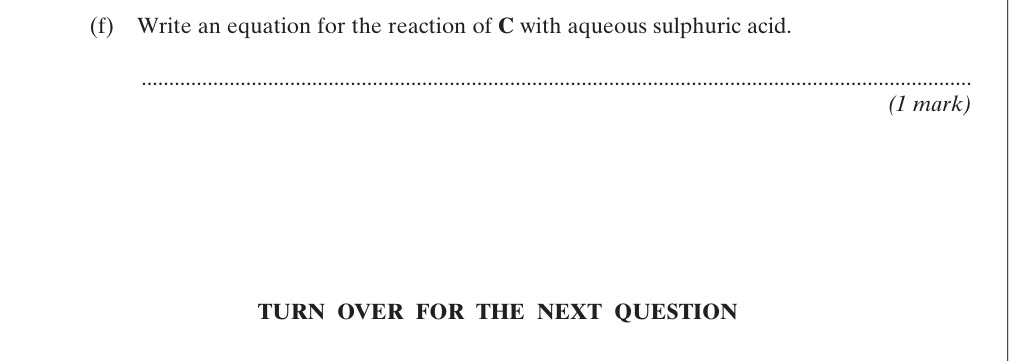 (f) Write an equation for the reaction of C with aqueous sulphuric acid.
..........................................................................................................................................................
(1 mark)
TURN OVER FOR THE NEXT QUESTION